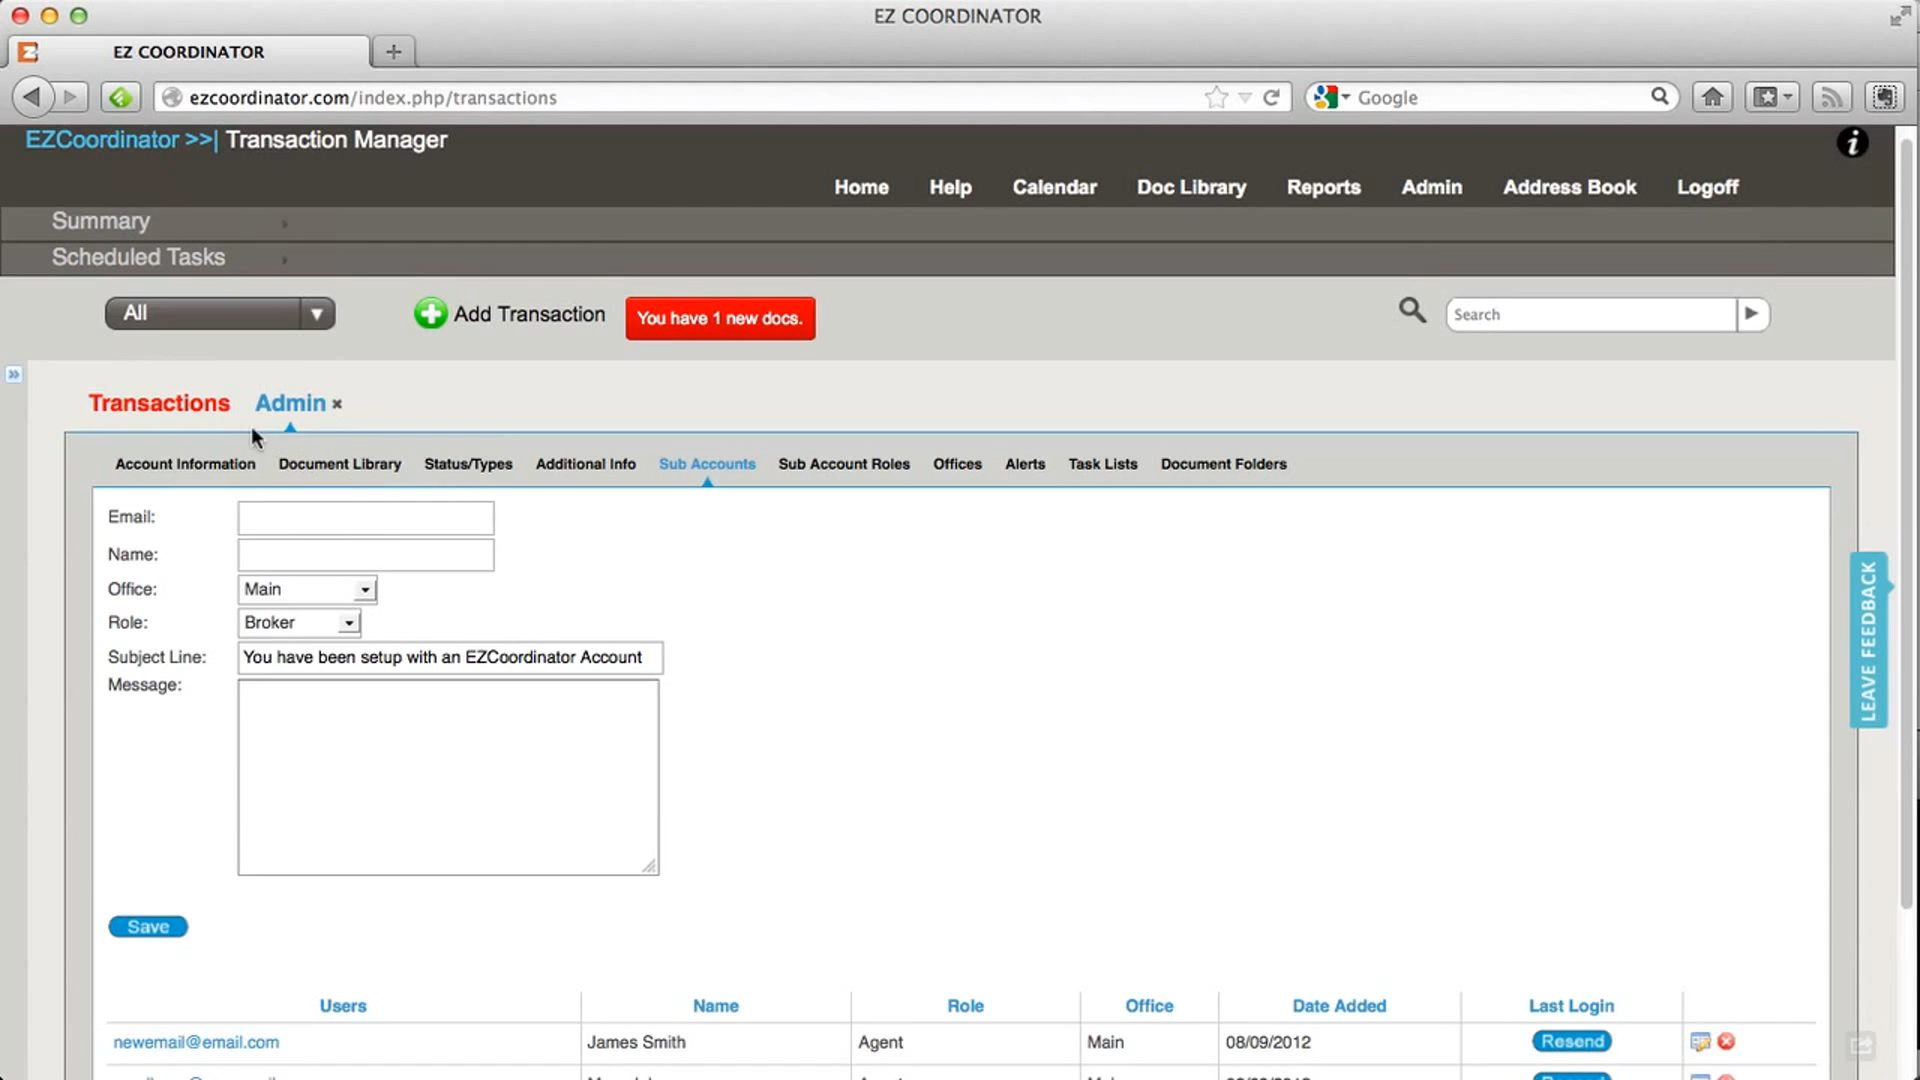 EZ COORDINATOR
EZ COORDINATOR
ezcoordinator.com/index.php/transactions
Google
EZCoordinator >>| Transaction Manager
Home Help Calendar Doc Library Reports Admin Address Book Logoff
Summary
Scheduled Tasks
All
Add Transaction
You have 1 new docs.
Search
Transactions Admin
Account Information Document Library Status/Types Additional Info Sub Accounts Sub Account Roles Offices Alerts Task Lists Document Folders
Email:
Name:
Office: Main
Role: Broker
Subject Line: You have been setup with an EZCoordinator Account
Message:
LEAVE FEEDBACK
Save
Users Name Role Office Date Added Last Login
newemail@email.com James Smith Agent Main 08/09/2012 Resend